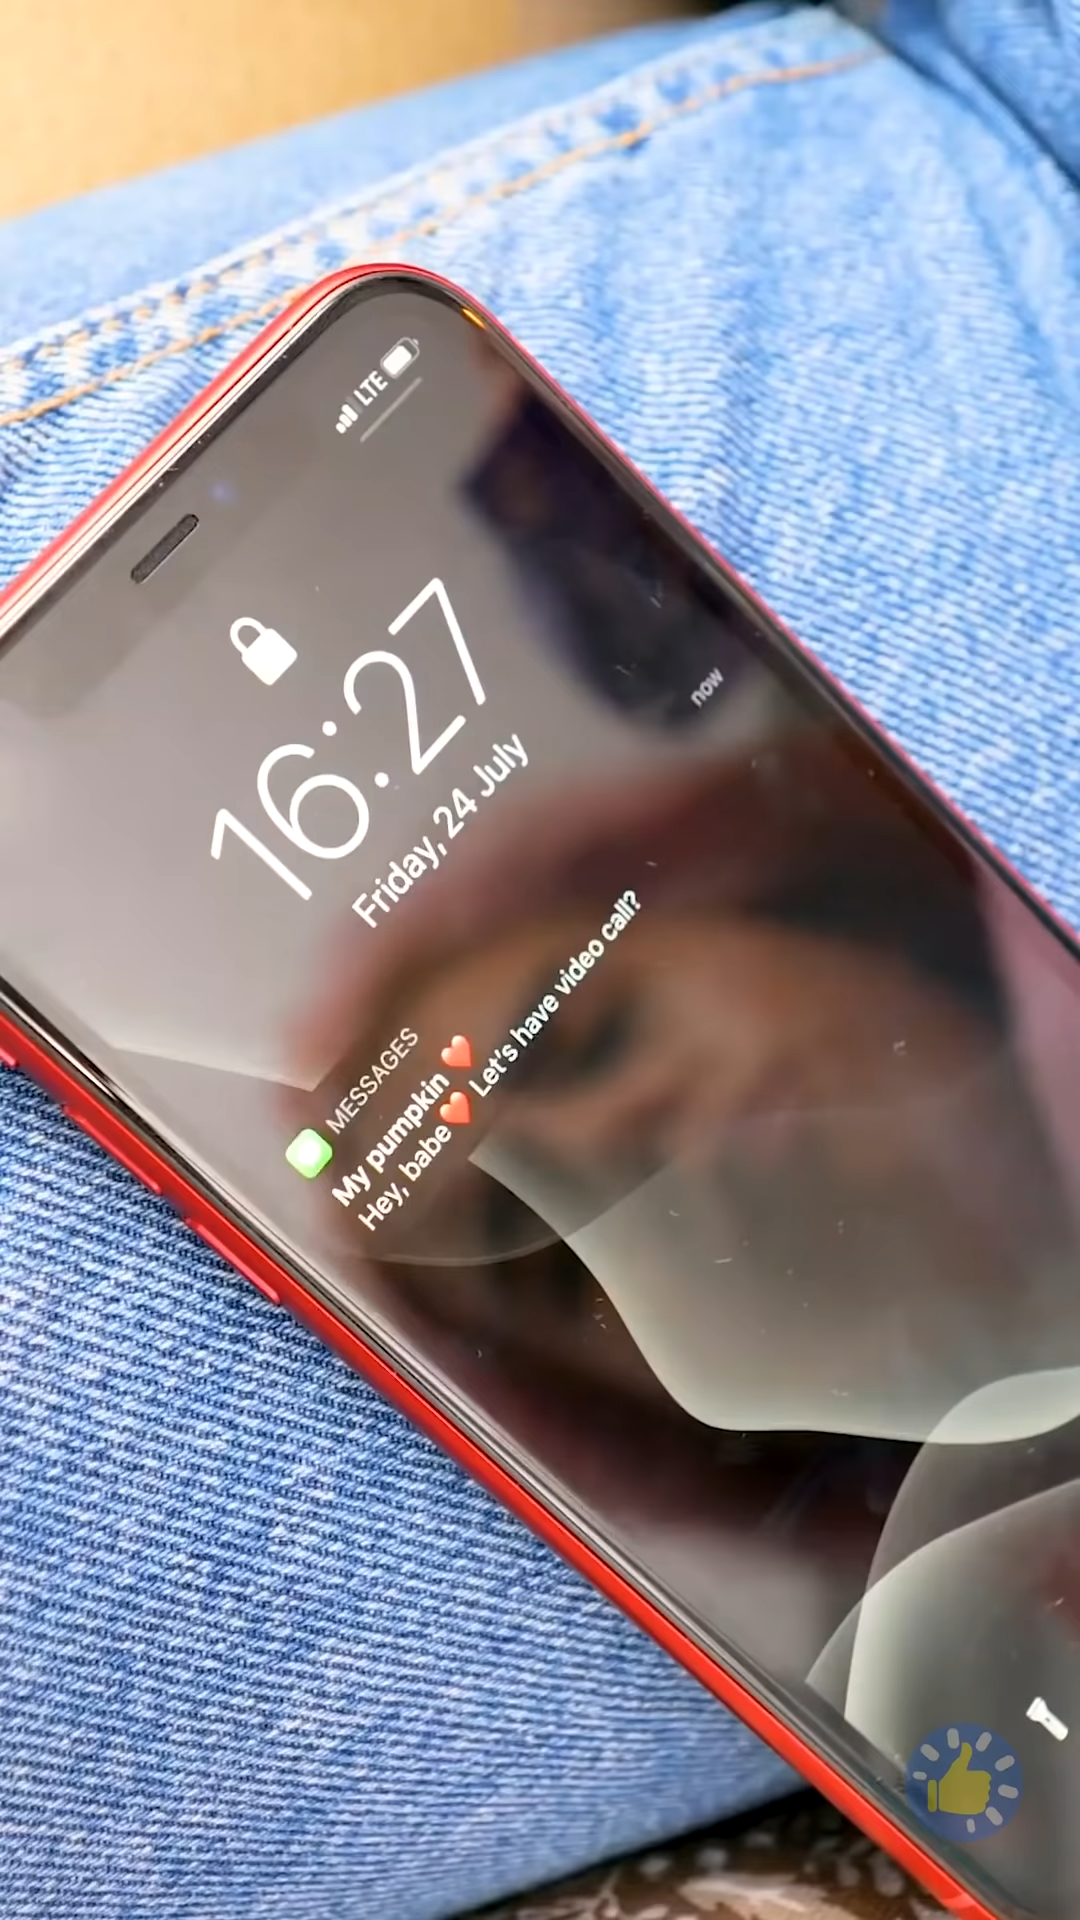 LTE
16:27
Friday, 24 July
MESSAGES
now
My pumpkin ❤️
Hey, babe❤️ Let's have video call?